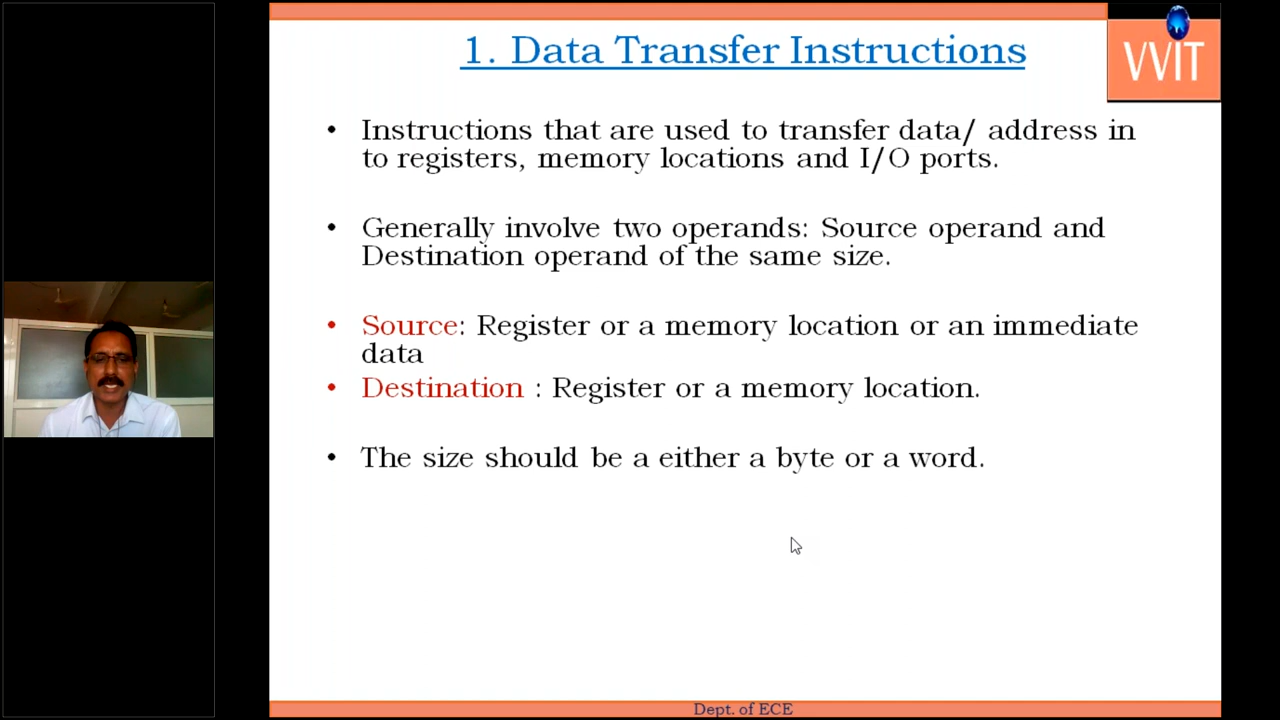 1. Data Transfer Instructions
VVIT
• Instructions that are used to transfer data/ address in
to registers, memory locations and I/O ports.
• Generally involve two operands: Source operand and
Destination operand of the same size.
• Source: Register or a memory location or an immediate
data
• Destination : Register or a memory location.
• The size should be a either a byte or a word.
Dept. of ECE